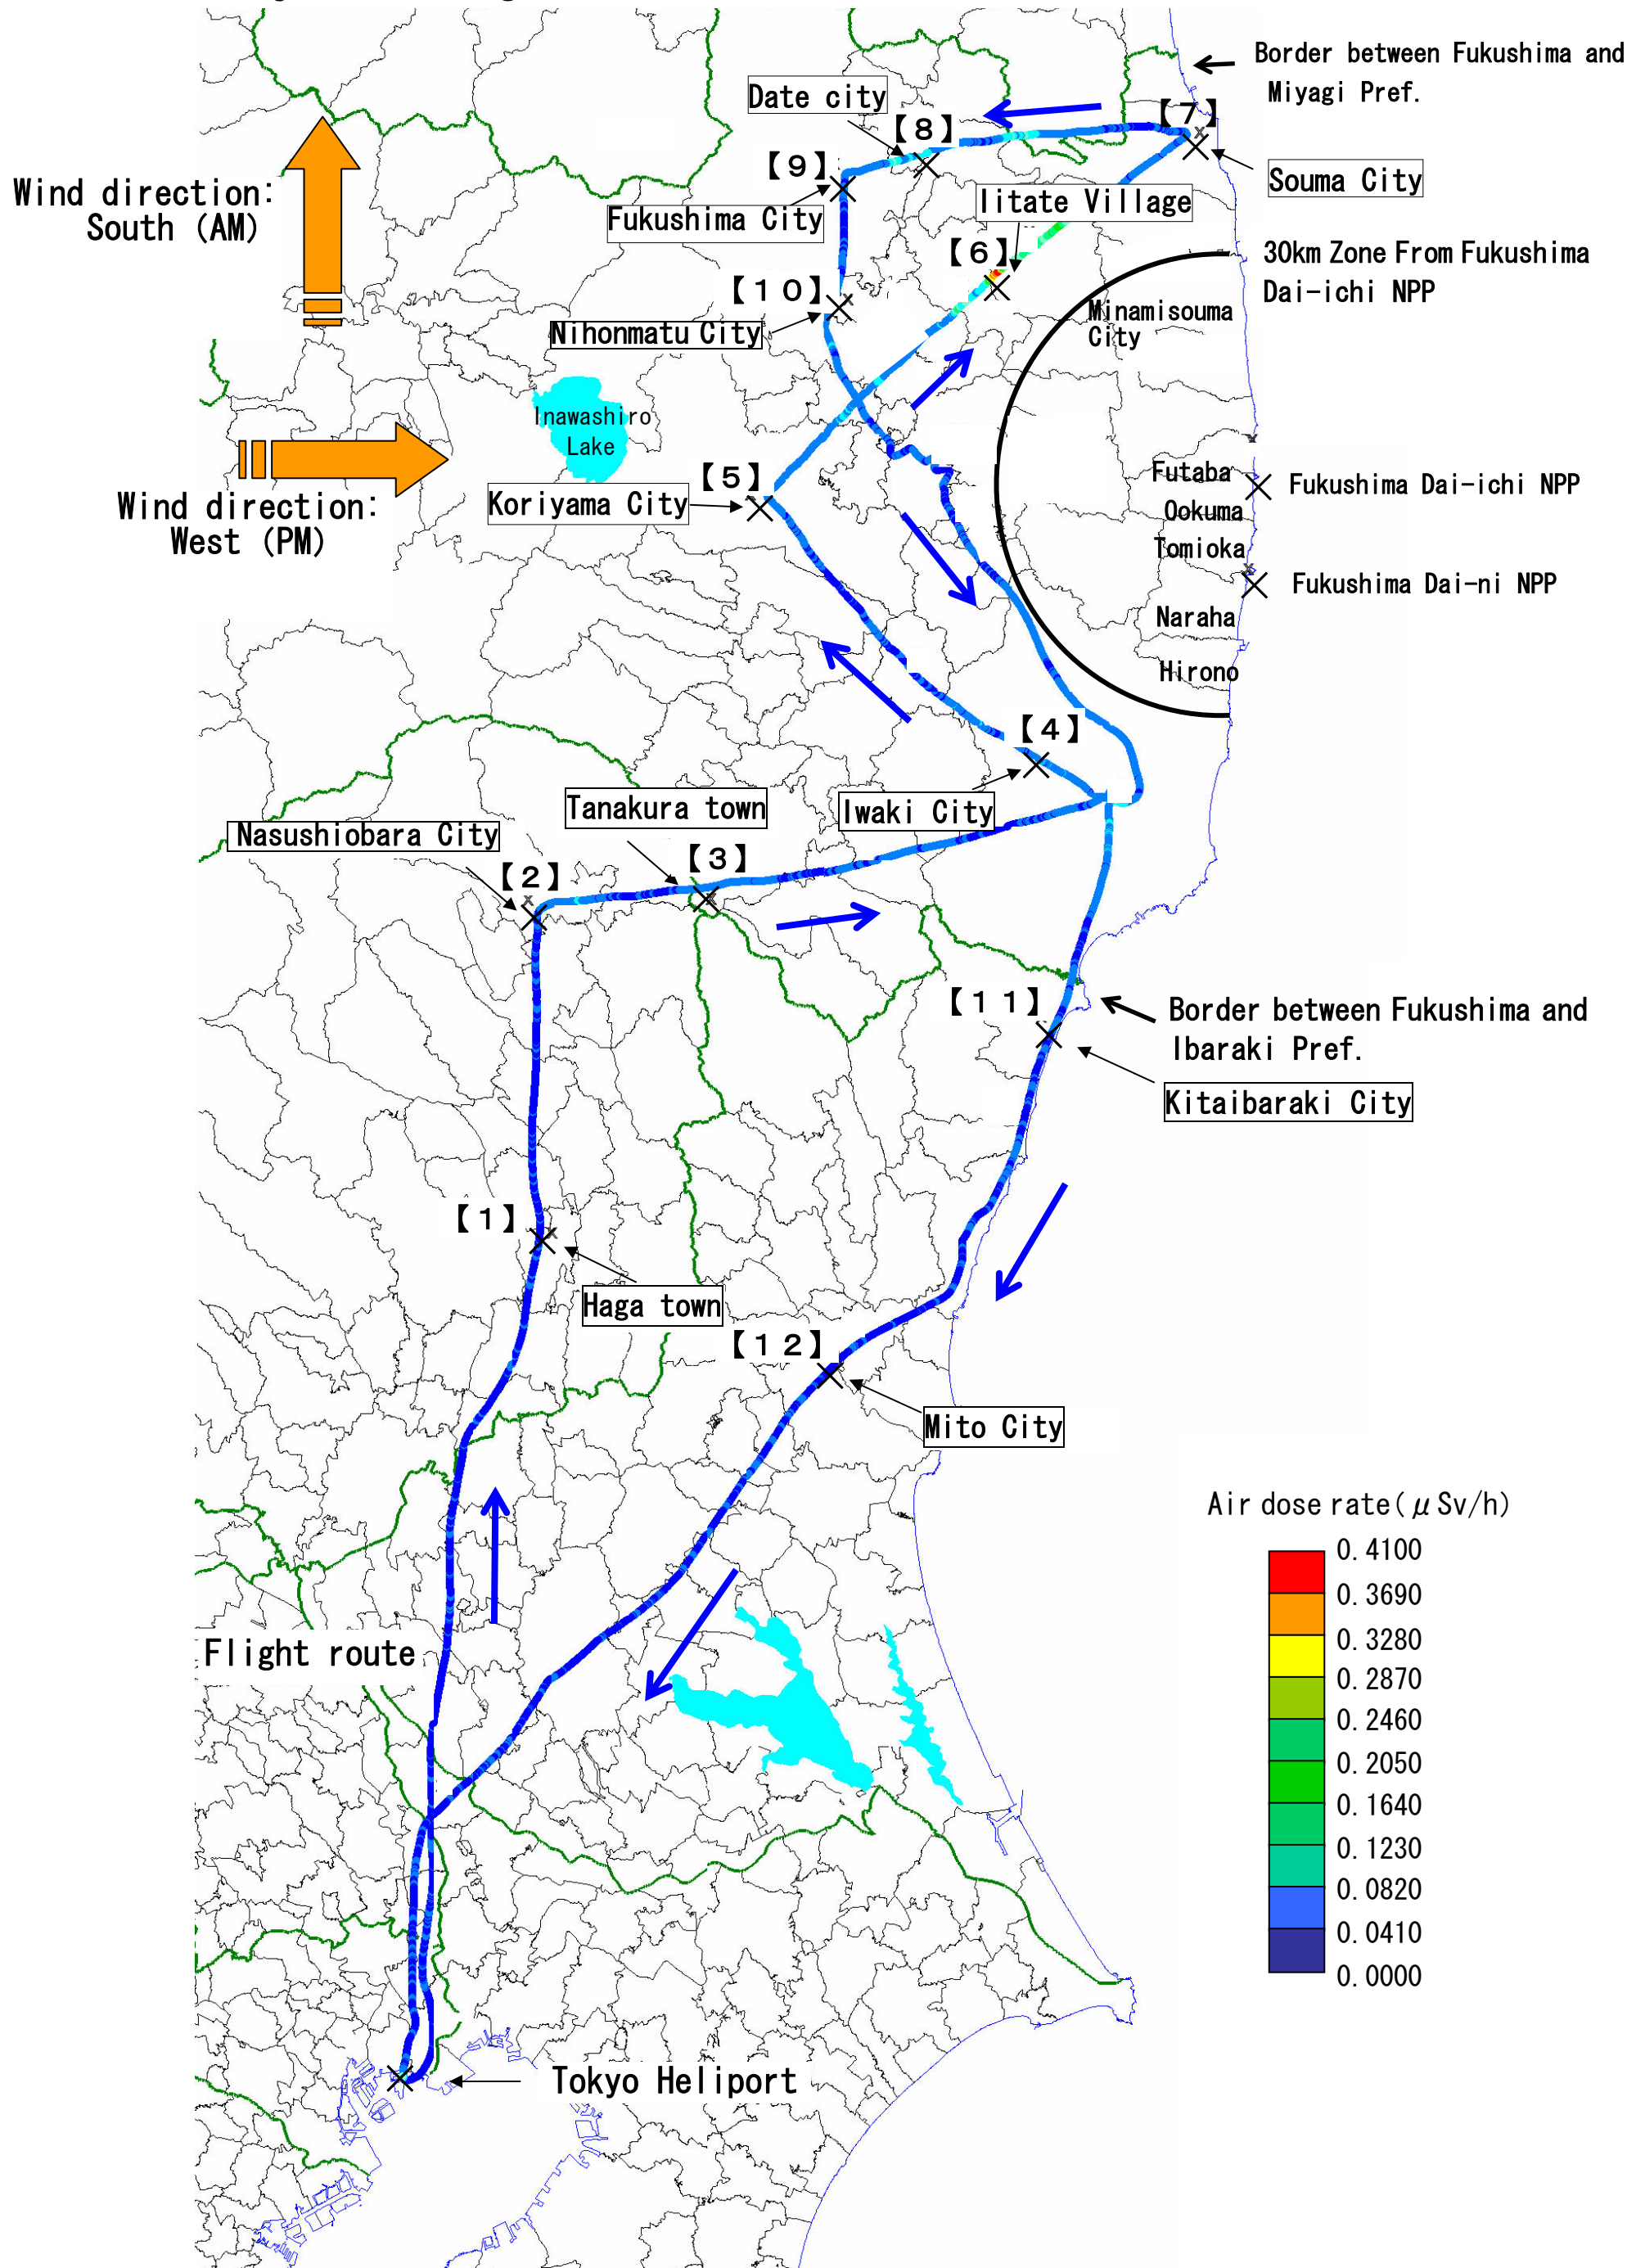 Border between Fukushima and
Miyagi Pref.
Date city
【7】
【8】
【9】
Souma City
Wind direction:
South (AM)
Iitate Village
Fukushima City
【6】
30km Zone From Fukushima
Dai-ichi NPP
【10】
Minamisouma
City
Nihonmatu City
Inawashiro
Lake
【5】
Futaba
Fukushima Dai-ichi NPP
Koriyama City
Ookuma
Wind direction:
West (PM)
Tomioka
Fukushima Dai-ni NPP
Naraha
Hirono
【4】
Tanakura town
Iwaki City
Nasushiobara City
【3】
【2】
【11】
Border between Fukushima and
Ibaraki Pref.
Kitaibaraki City
【1】
Haga town
【12】
Mito City
Air dose rate(μSv/h)
0.4100
0.3690
0.3280
0.2870
0.2460
0.2050
0.1640
0.1230
0.0820
0.0410
0.0000
Flight route
Tokyo Heliport